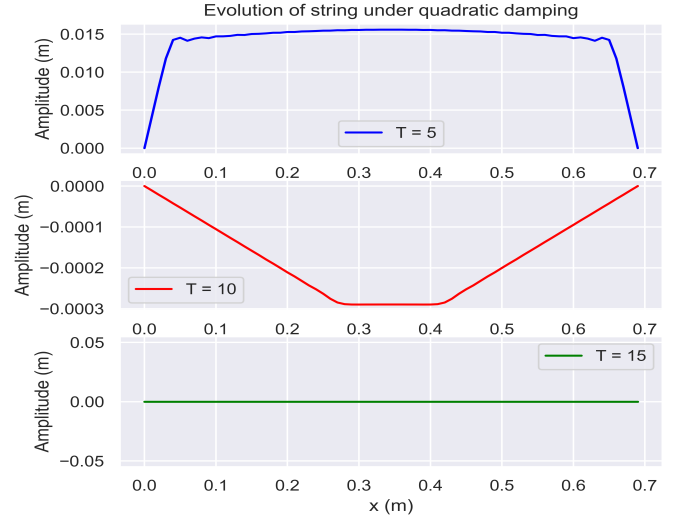 Evolution of string under quadratic damping
Amplitude (m)
0.015
0.010
0.005
0.000
T = 5
0.0 0.1 0.2 0.3 0.4 0.5 0.6 0.7
Amplitude (m)
0.0000
−0.0001
−0.0002
−0.0003
T = 10
0.0 0.1 0.2 0.3 0.4 0.5 0.6 0.7
Amplitude (m)
0.05
0.00
−0.05
T = 15
0.0 0.1 0.2 0.3 0.4 0.5 0.6 0.7
x (m)